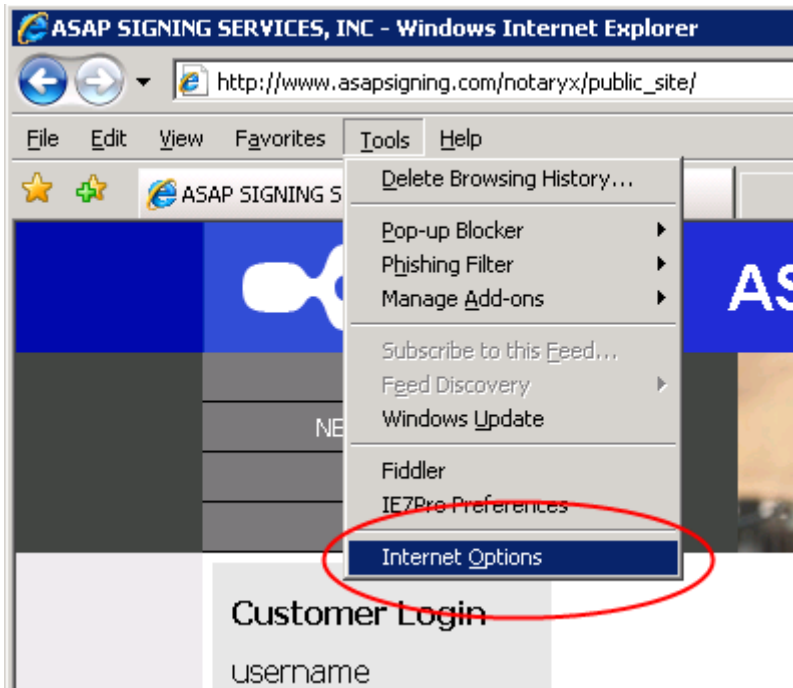 ASAP SIGNING SERVICES, INC - Windows Internet Explorer
http://www.asapsigning.com/notaryx/public_site/
File Edit View Favorites Tools Help
ASAP SIGNING S
Delete Browsing History...
Pop-up Blocker
Phishing Filter
Manage Add-ons
AS
Subscribe to this Feed...
Feed Discovery
Windows Update
NE
Fiddler
IE7Pro Preferences
Internet Options
Customer Login
username